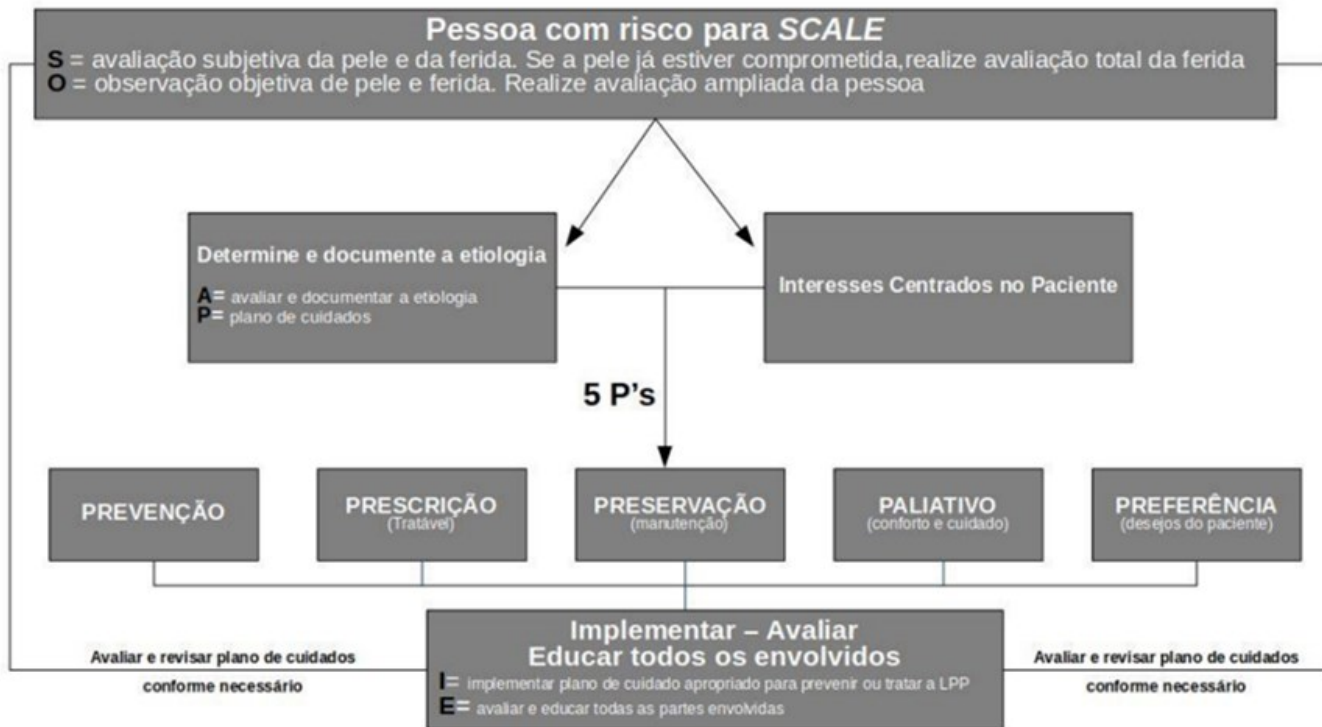 Pessoa com risco para SCALE
S = avaliação subjetiva da pele e da ferida. Se a pele já estiver comprometida,realize avaliação total da ferida
O = observação objetiva de pele e ferida. Realize avaliação ampliada da pessoa
Determine e documente a etiologia
A= avaliar e documentar a etiologia
P= plano de cuidados
Interesses Centrados no Paciente
5 P's
PREVENÇÃO
PRESCRIÇÃO
(Tratável)
PRESERVAÇÃO
(manutenção)
PALIATIVO
(conforto e cuidado)
PREFERÊNCIA
(desejos do paciente)
Avaliar e revisar plano de cuidados
conforme necessário
Implementar – Avaliar
Educar todos os envolvidos
I= implementar plano de cuidado apropriado para prevenir ou tratar a LPP
E= avaliar e educar todas as partes envolvidas
Avaliar e revisar plano de cuidados
conforme necessário